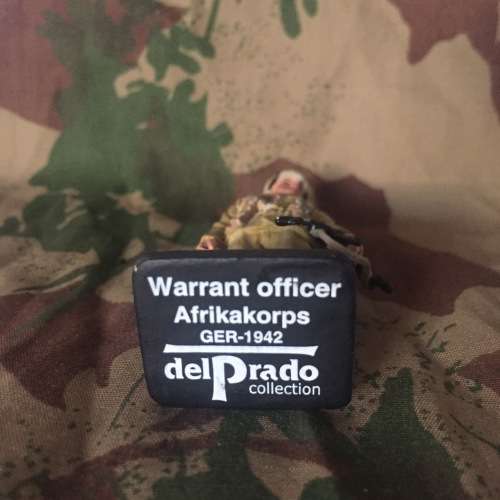 Warrant officer
Afrikakorps
GER-1942
delPrado
collection